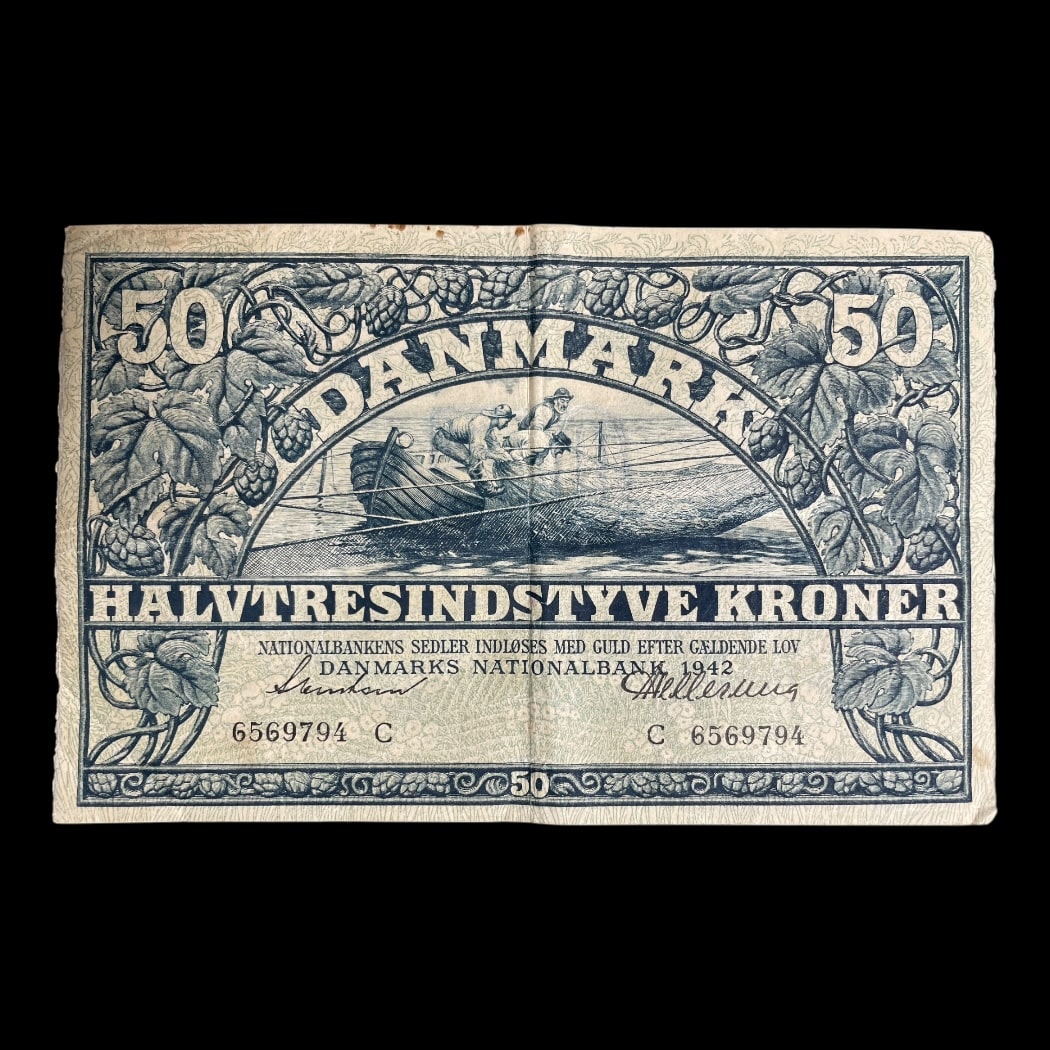 50 50
DANMARK
HALVTRESINDSTYVE KRONER
NATIONALBANKENS SEDLER INDLØSES MED GULD EFTER GÆLDENDE LOV
DANMARKS NATIONALBANK 1942
6569794 C C 6569794
50